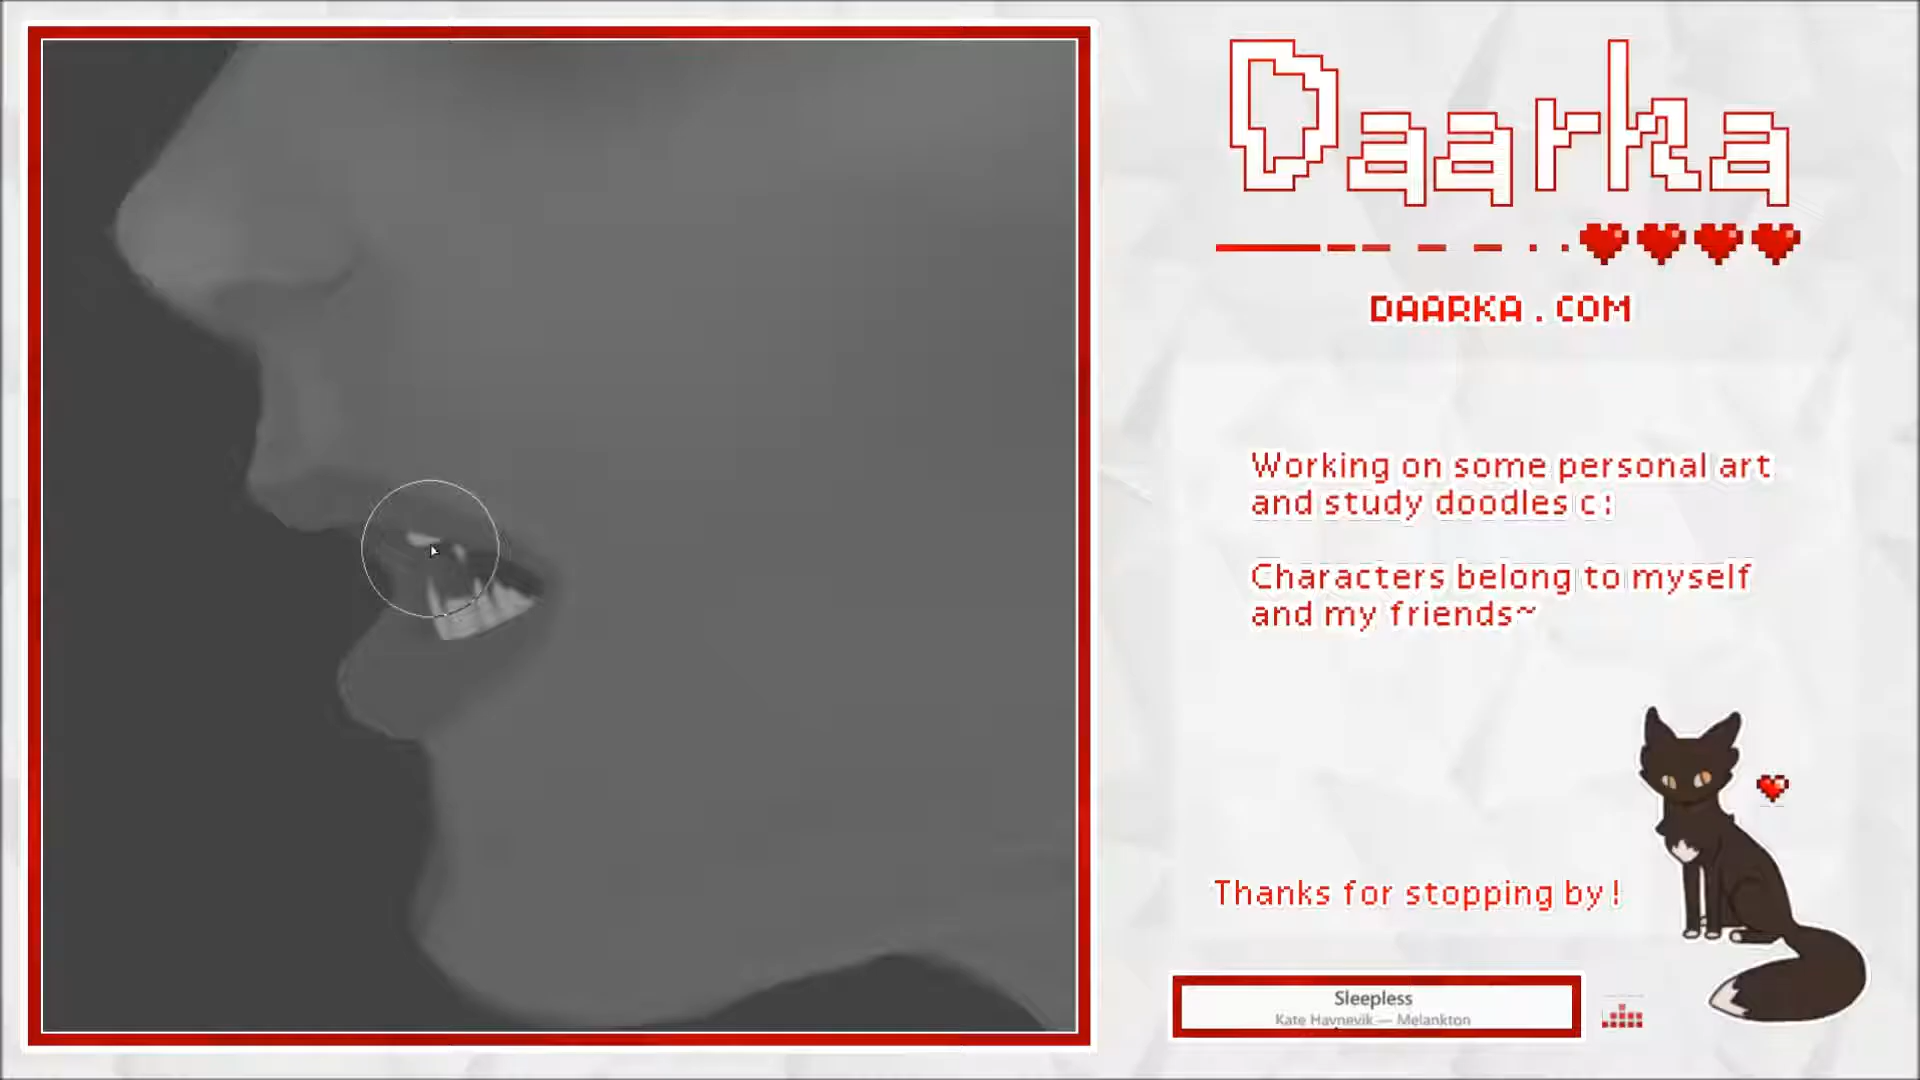 Daarka
DAARKA.COM
Working on some personal art
and study doodles c:
Characters belong to myself
and my friends~
Thanks for stopping by!
Sleepless
Kate Havnevik — Melankton